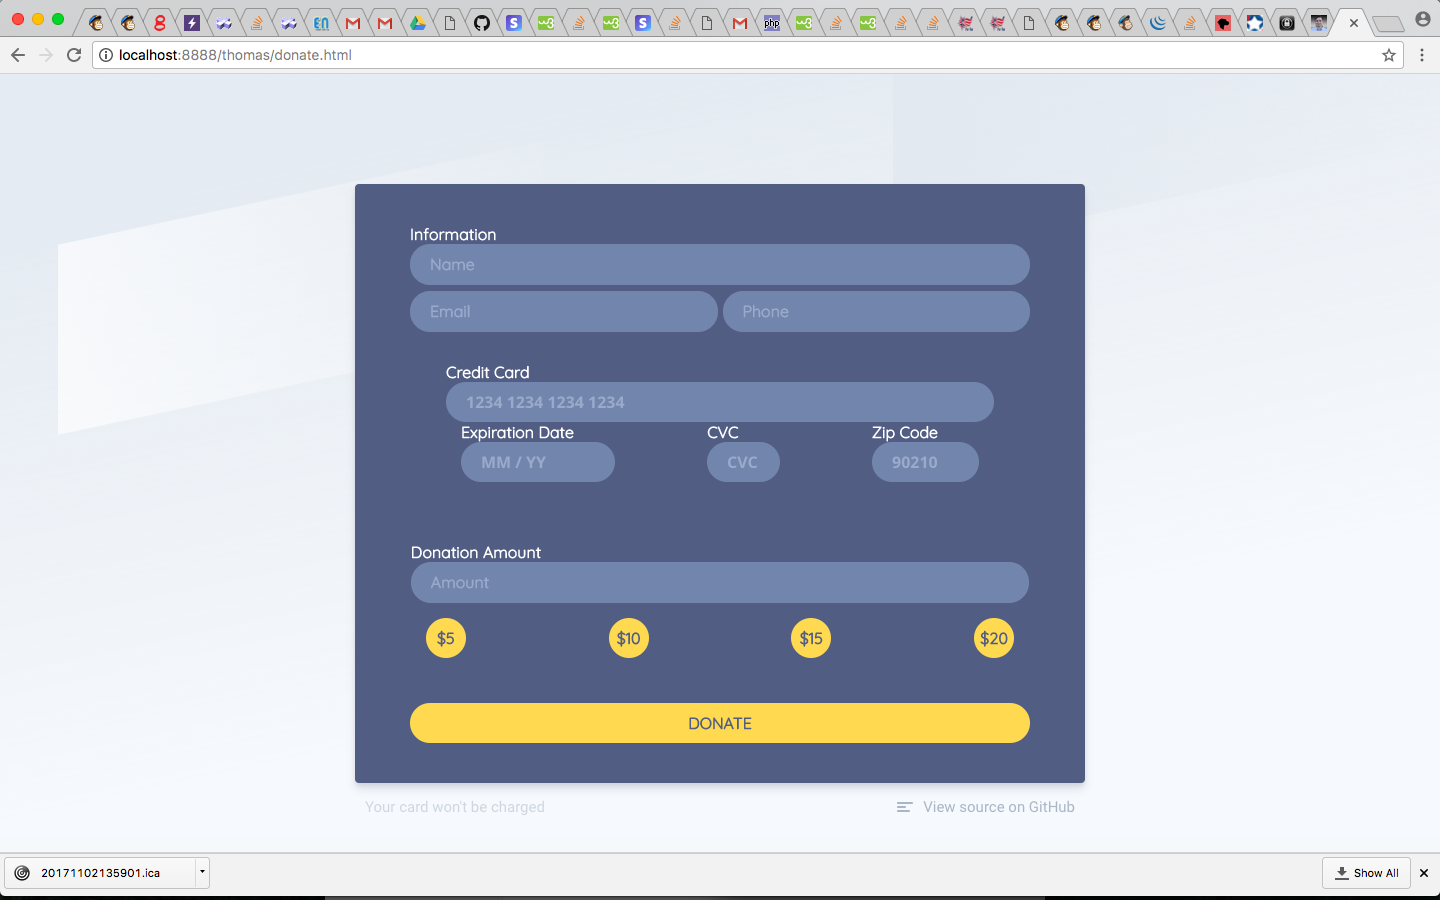 localhost:8888/thomas/donate.html
Information
Name
Email Phone
Credit Card
1234 1234 1234 1234
Expiration Date CVC Zip Code
MM / YY CVC 90210
Donation Amount
Amount
$5 $10 $15 $20
DONATE
Your card won't be charged View source on GitHub
20171102135901.ica Show All